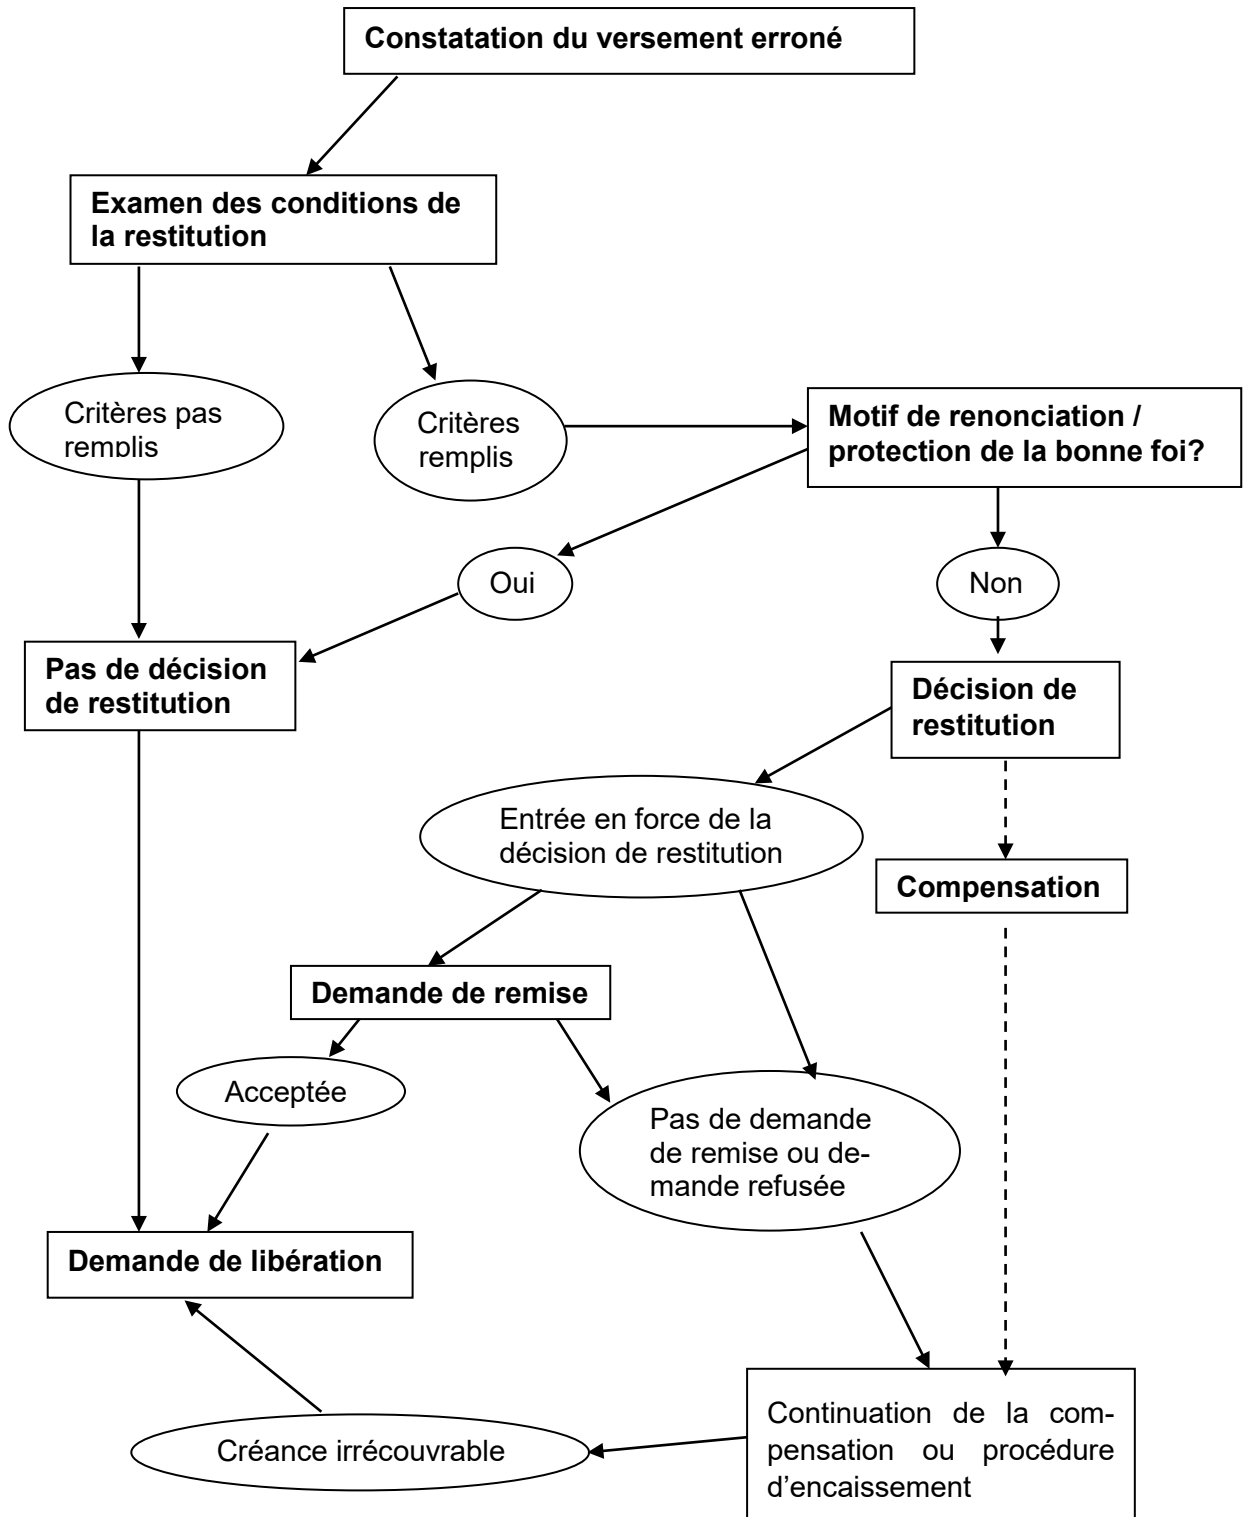 Constatation du versement erroné
Examen des conditions de
la restitution
Critères pas
remplis
Critères
remplis
Motif de renonciation /
protection de la bonne foi?
Oui
Non
Pas de décision
de restitution
Décision de
restitution
Entrée en force de la
décision de restitution
Compensation
Demande de remise
Acceptée
Pas de demande
de remise ou de-
mande refusée
Demande de libération
Continuation de la com-
pensation ou procédure
d’encaissement
Créance irrécouvrable